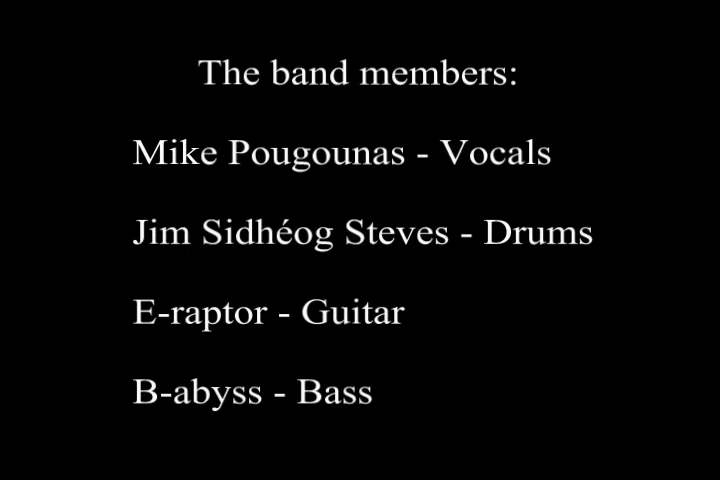 The band members:
Mike Pougounas - Vocals
Jim Sidhéog Steves - Drums
E-raptor - Guitar
B-abyss - Bass